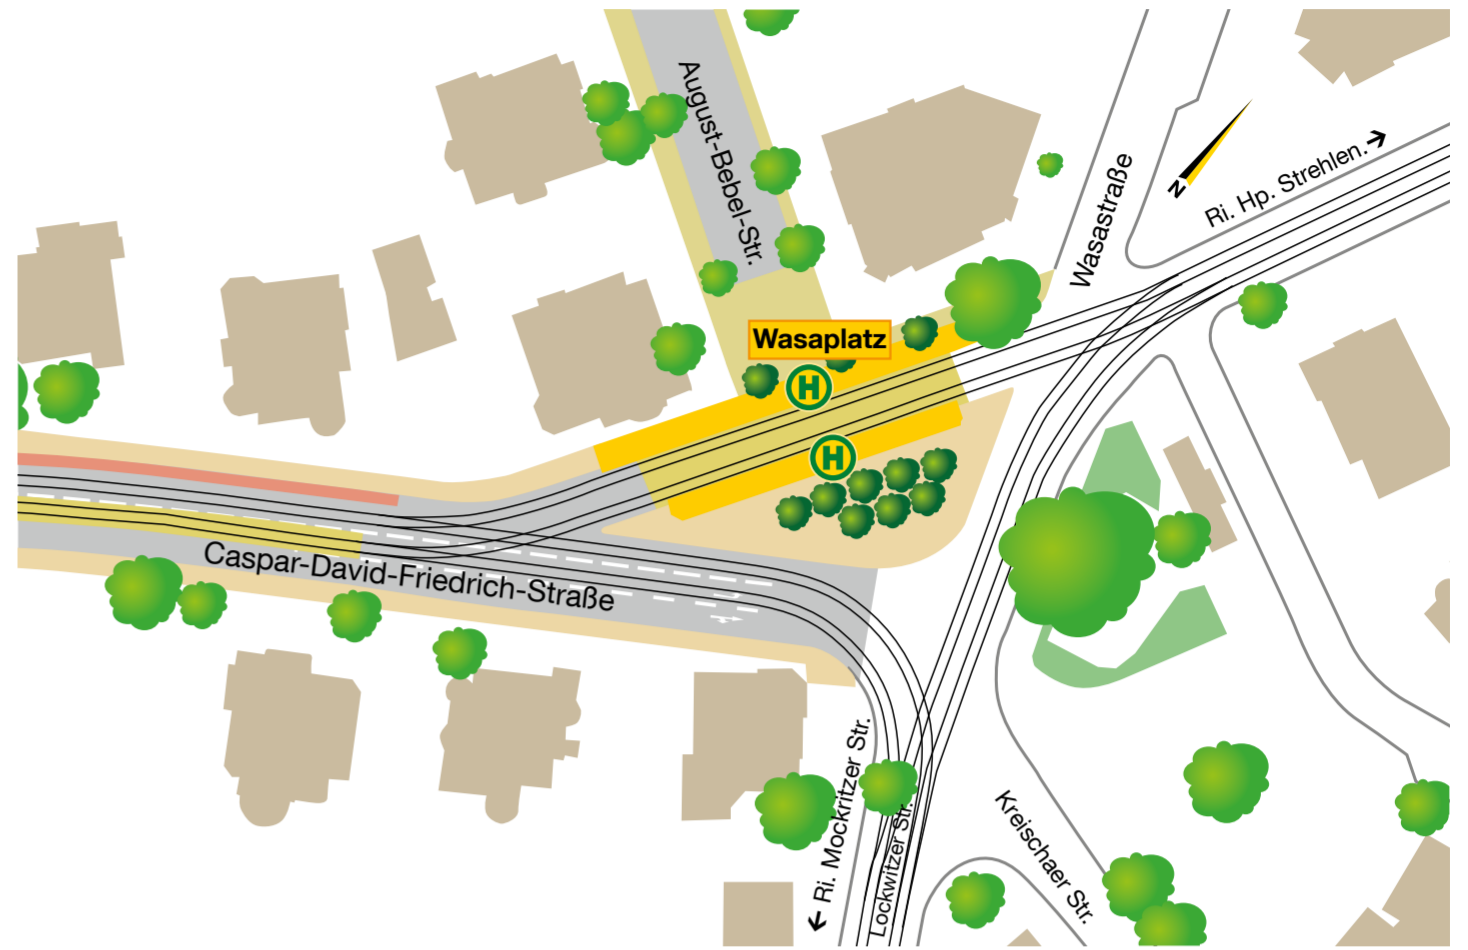 August-Bebel-Str.
Wasastraße
N
Ri. Hp. Strehlen.
Wasaplatz
H
H
Caspar-David-Friedrich-Straße
Ri. Mockritzer Str.
Lockwitzer Str.
Kreischaer Str.